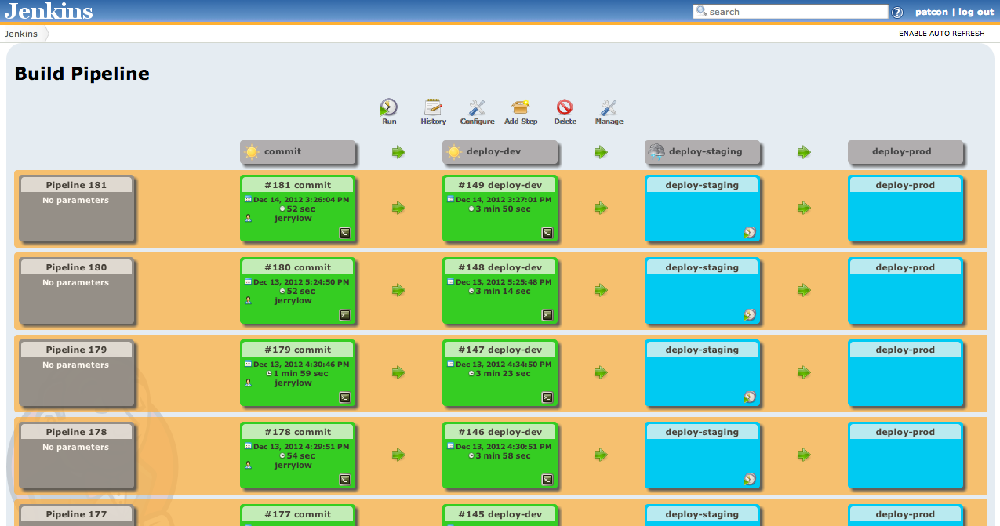 Jenkins
search
patcon | log out
Jenkins
ENABLE AUTO REFRESH
Build Pipeline
Run History Configure Add Step Delete Manage
commit deploy-dev deploy-staging deploy-prod
Pipeline 181 #181 commit #149 deploy-dev deploy-staging deploy-prod
No parameters Dec 14, 2012 3:26:04 PM Dec 14, 2012 3:27:01 PM
52 sec 3 min 50 sec
jerrylow
Pipeline 180 #180 commit #148 deploy-dev deploy-staging deploy-prod
No parameters Dec 13, 2012 5:24:50 PM Dec 13, 2012 5:25:48 PM
52 sec 3 min 14 sec
jerrylow
Pipeline 179 #179 commit #147 deploy-dev deploy-staging deploy-prod
No parameters Dec 13, 2012 4:30:46 PM Dec 13, 2012 4:34:50 PM
1 min 59 sec 3 min 23 sec
jerrylow
Pipeline 178 #178 commit #146 deploy-dev deploy-staging deploy-prod
No parameters Dec 13, 2012 4:29:51 PM Dec 13, 2012 4:30:51 PM
54 sec 3 min 58 sec
jerrylow
Pipeline 177 #177 commit #145 deploy-dev deploy-staging deploy-prod